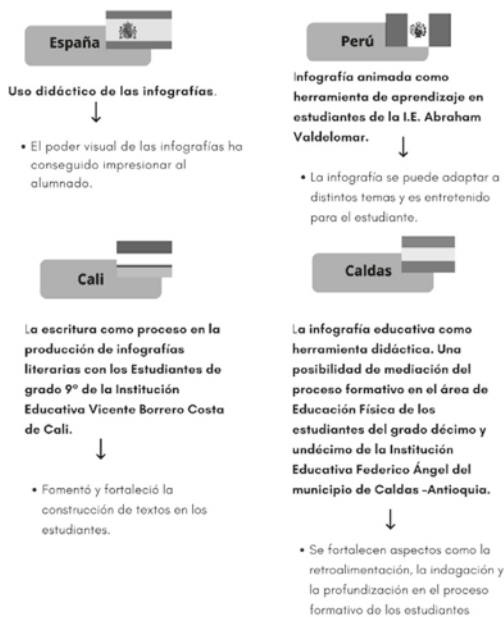 España
Uso didáctico de las infografías.
• El poder visual de las infografías ha
conseguido impresionar al
alumnado.
Perú
Infografía animada como
herramienta de aprendizaje en
estudiantes de la I.E. Abraham
Valdelomar.
• La infografía se puede adaptar a
distintos temas y es entretenido
para el estudiante.
Cali
La escritura como proceso en la
producción de infografías
literarias con los Estudiantes de
grado 9° de la Institución
Educativa Vicente Borrero Costa
de Cali.
• Fomentó y fortaleció la
construcción de textos en los
estudiantes.
Caldas
La infografía educativa como
herramienta didáctica. Una
posibilidad de mediación del
proceso formativo en el área de
Educación Física de los
estudiantes del grado décimo y
undécimo de la Institución
Educativa Federico Ángel del
municipio de Caldas -Antioquia.
• Se fortalecen aspectos como la
retroalimentación, la indagación y
la profundización en el proceso
formativo de los estudiantes